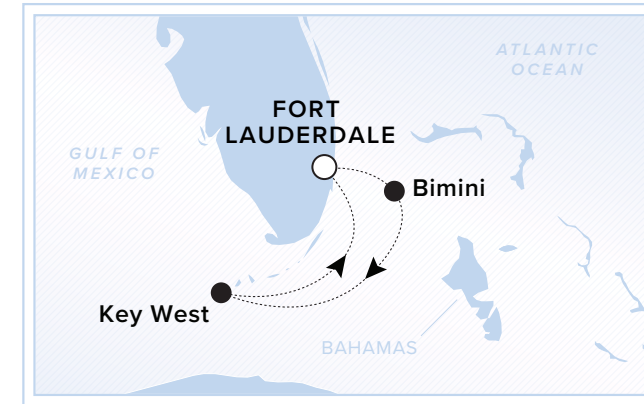 ATLANTIC
OCEAN
FORT
LAUDERDALE
GULF OF
MEXICO
Bimini
Key West
BAHAMAS